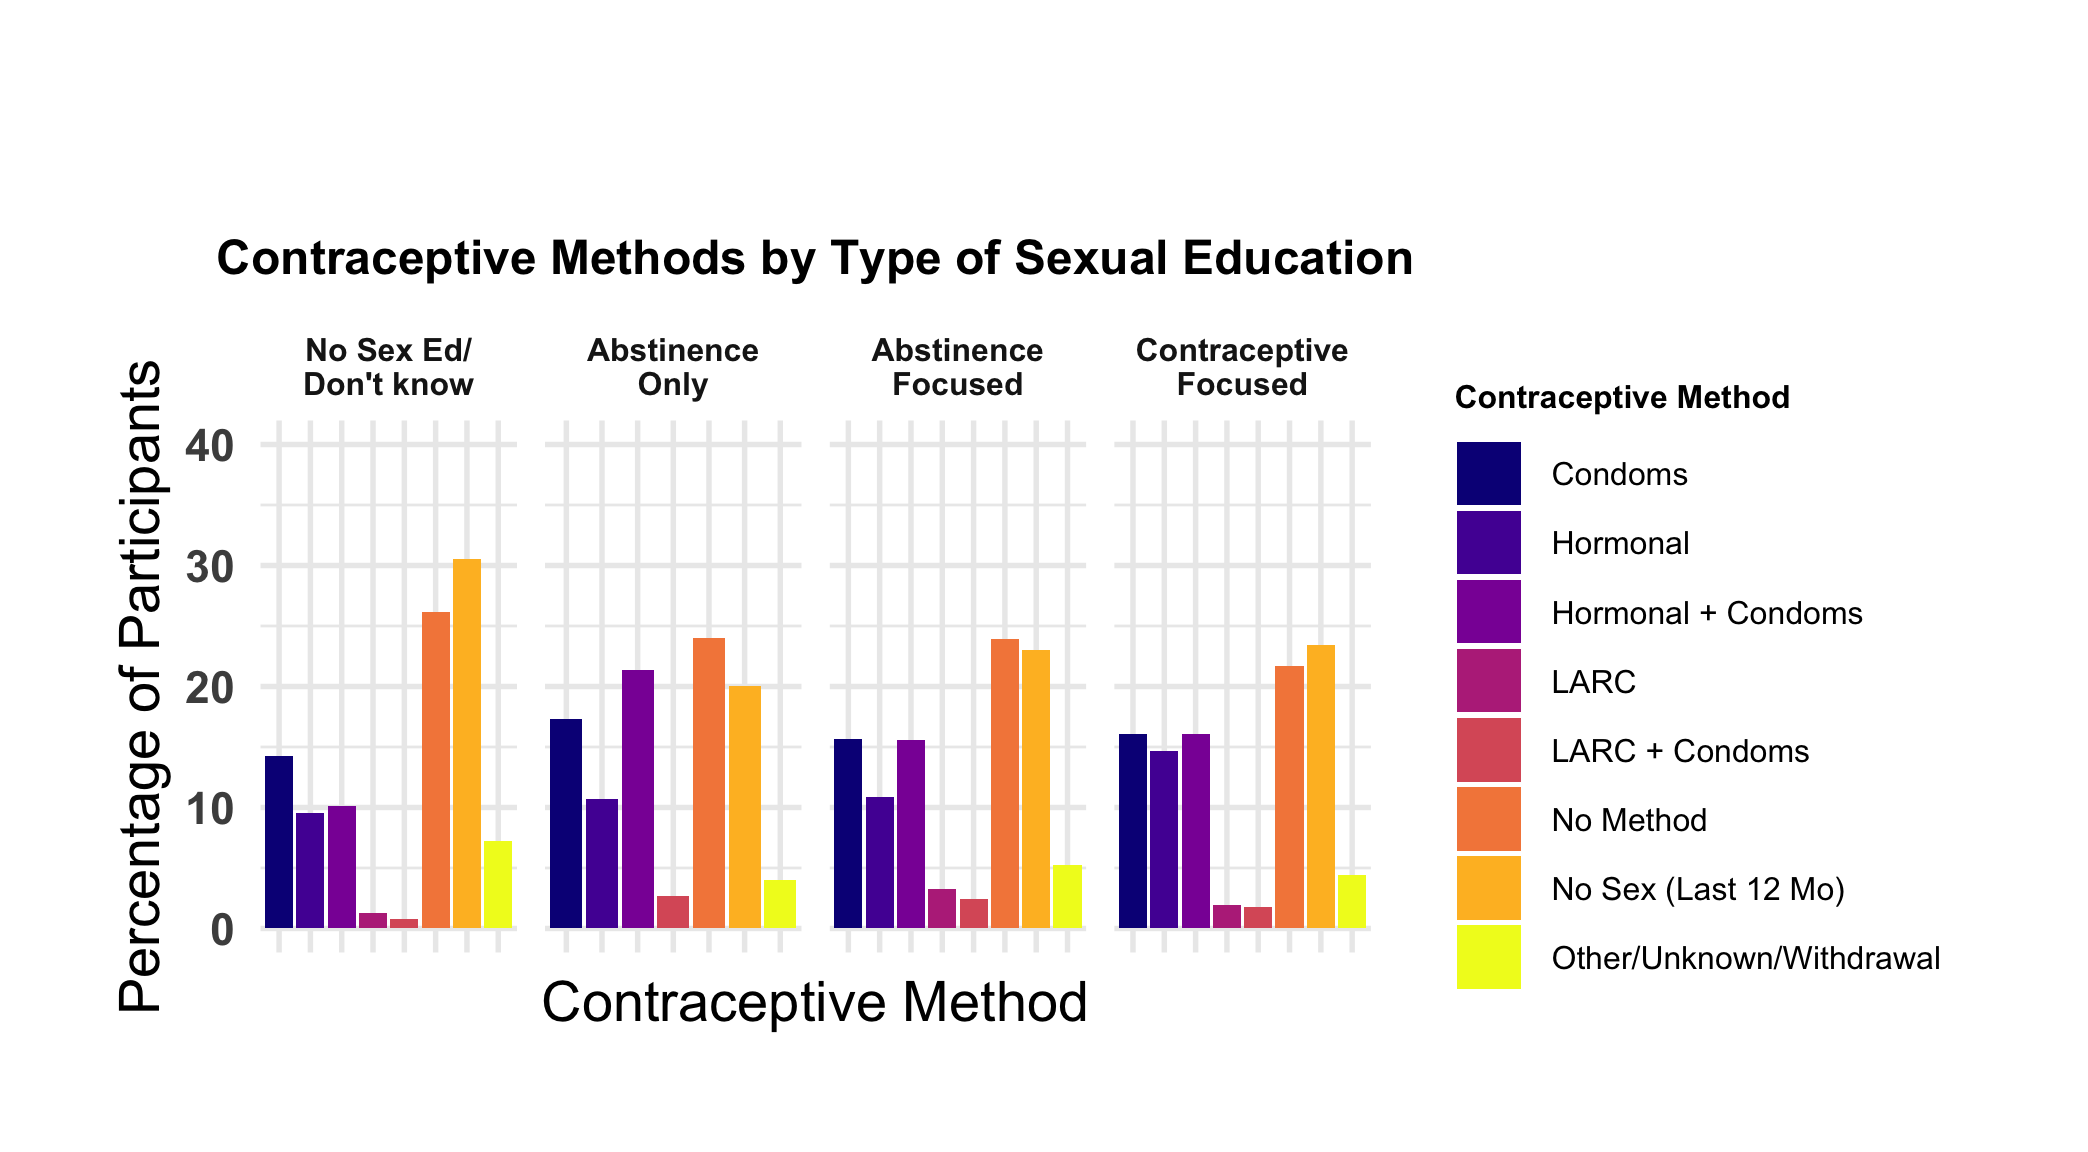 Contraceptive Methods by Type of Sexual Education
No Sex Ed/
Don't know
Abstinence
Only
Abstinence
Focused
Contraceptive
Focused
Percentage of Participants
40
30
20
10
0
Contraceptive Method
Contraceptive Method
Condoms
Hormonal
Hormonal + Condoms
LARC
LARC + Condoms
No Method
No Sex (Last 12 Mo)
Other/Unknown/Withdrawal